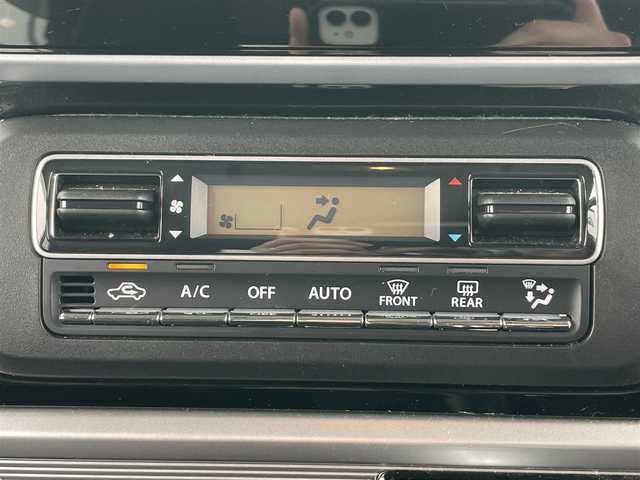 A/C OFF AUTO FRONT REAR